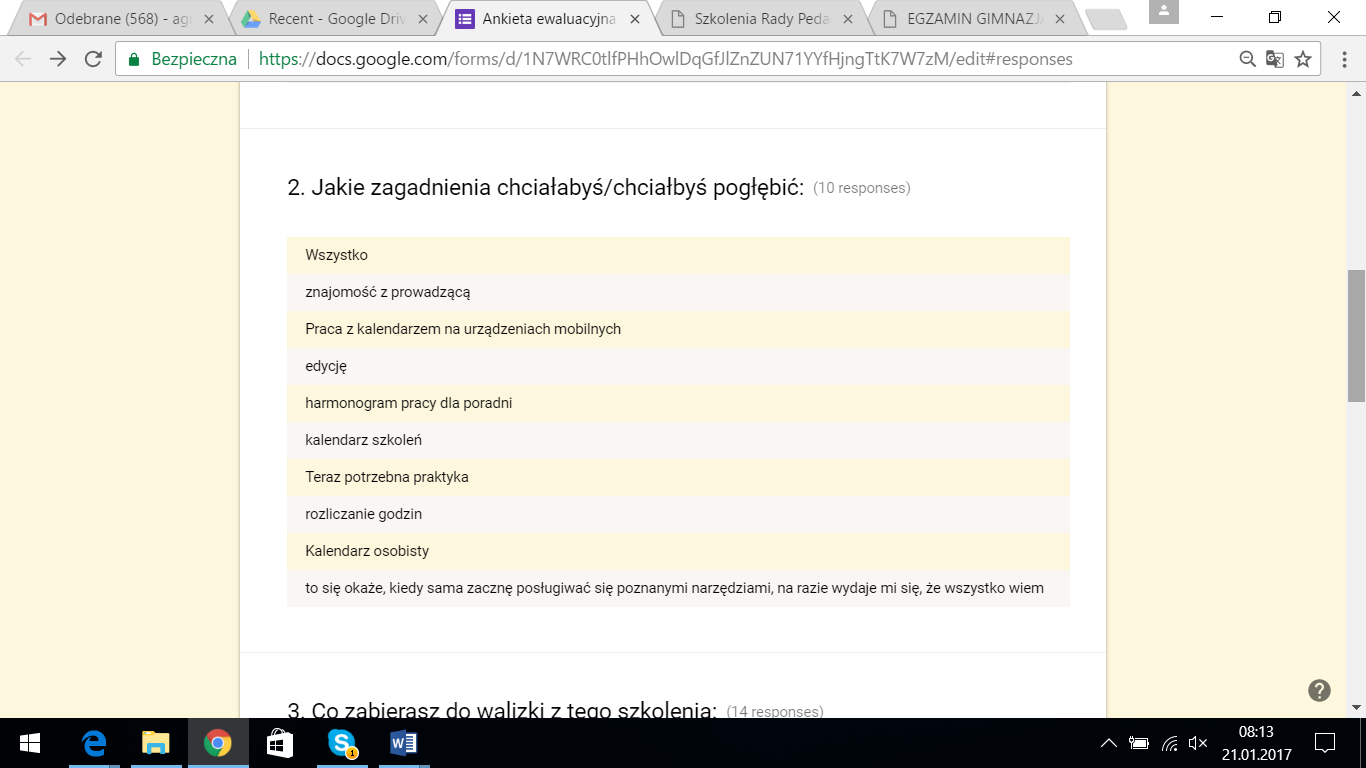 Odebrane (568) - ag
Recent - Google Driv
Ankieta ewaluacyjna
Szkolenia Rady Peda
EGZAMIN GIMNAZJ
Bezpieczna
https://docs.google.com/forms/d/1N7WRC0tlfPHhOwlDqGfJlZnZUN71YYfHjngTtK7W7zM/edit#responses
2. Jakie zagadnienia chciałabyś/chciałbyś pogłębić: (10 responses)
Wszystko
znajomość z prowadzącą
Praca z kalendarzem na urządzeniach mobilnych
edycję
harmonogram pracy dla poradni
kalendarz szkoleń
Teraz potrzebna praktyka
rozliczanie godzin
Kalendarz osobisty
to się okaże, kiedy sama zacznę posługiwać się poznanymi narzędziami, na razie wydaje mi się, że wszystko wiem
3. Co zabierasz do walizki z tego szkolenia: (14 responses)
08:13
21.01.2017